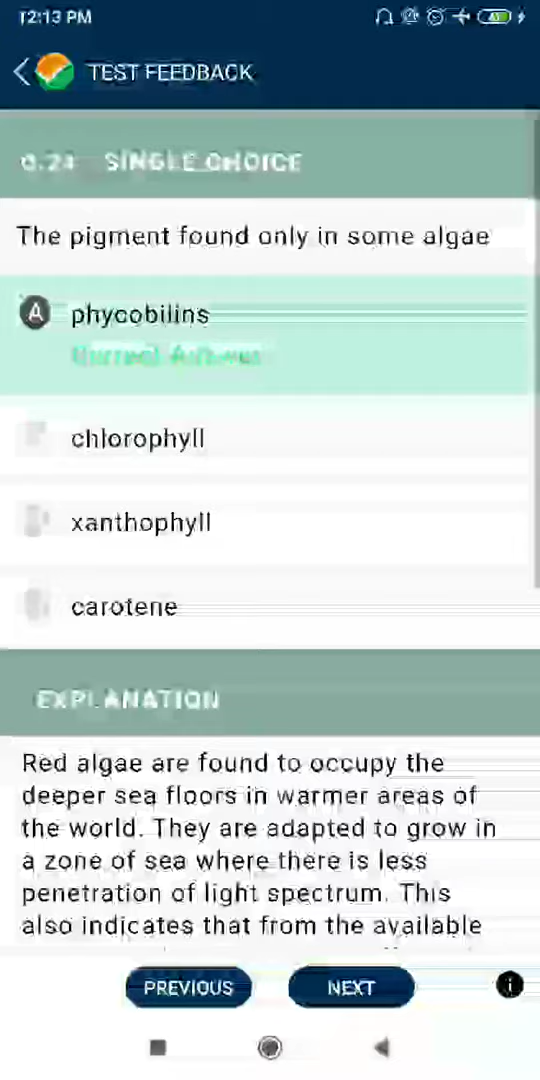 12:13 PM
TEST FEEDBACK
Q.24 SINGLE CHOICE
The pigment found only in some algae
A phycobilins
Correct Answer
chlorophyll
xanthophyll
carotene
EXPLANATION
Red algae are found to occupy the
deeper sea floors in warmer areas of
the world. They are adapted to grow in
a zone of sea where there is less
penetration of light spectrum. This
also indicates that from the available
PREVIOUS NEXT